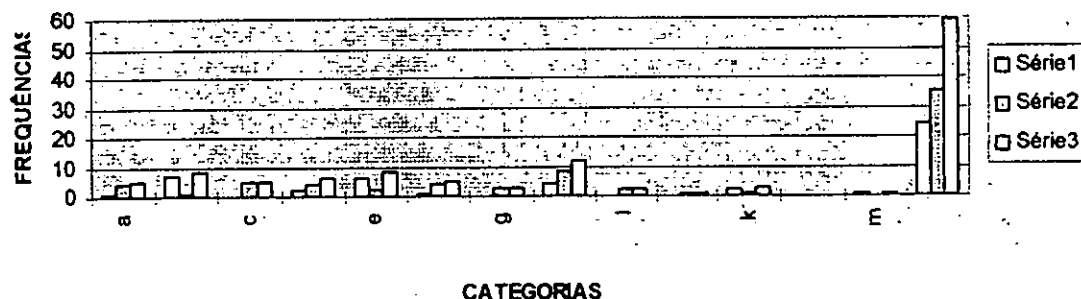 FREQUÊNCIAS
60
50
40
30
20
10
0
a
c
e
g
I
k
m
CATEGORIAS
Série1
Série2
Série3